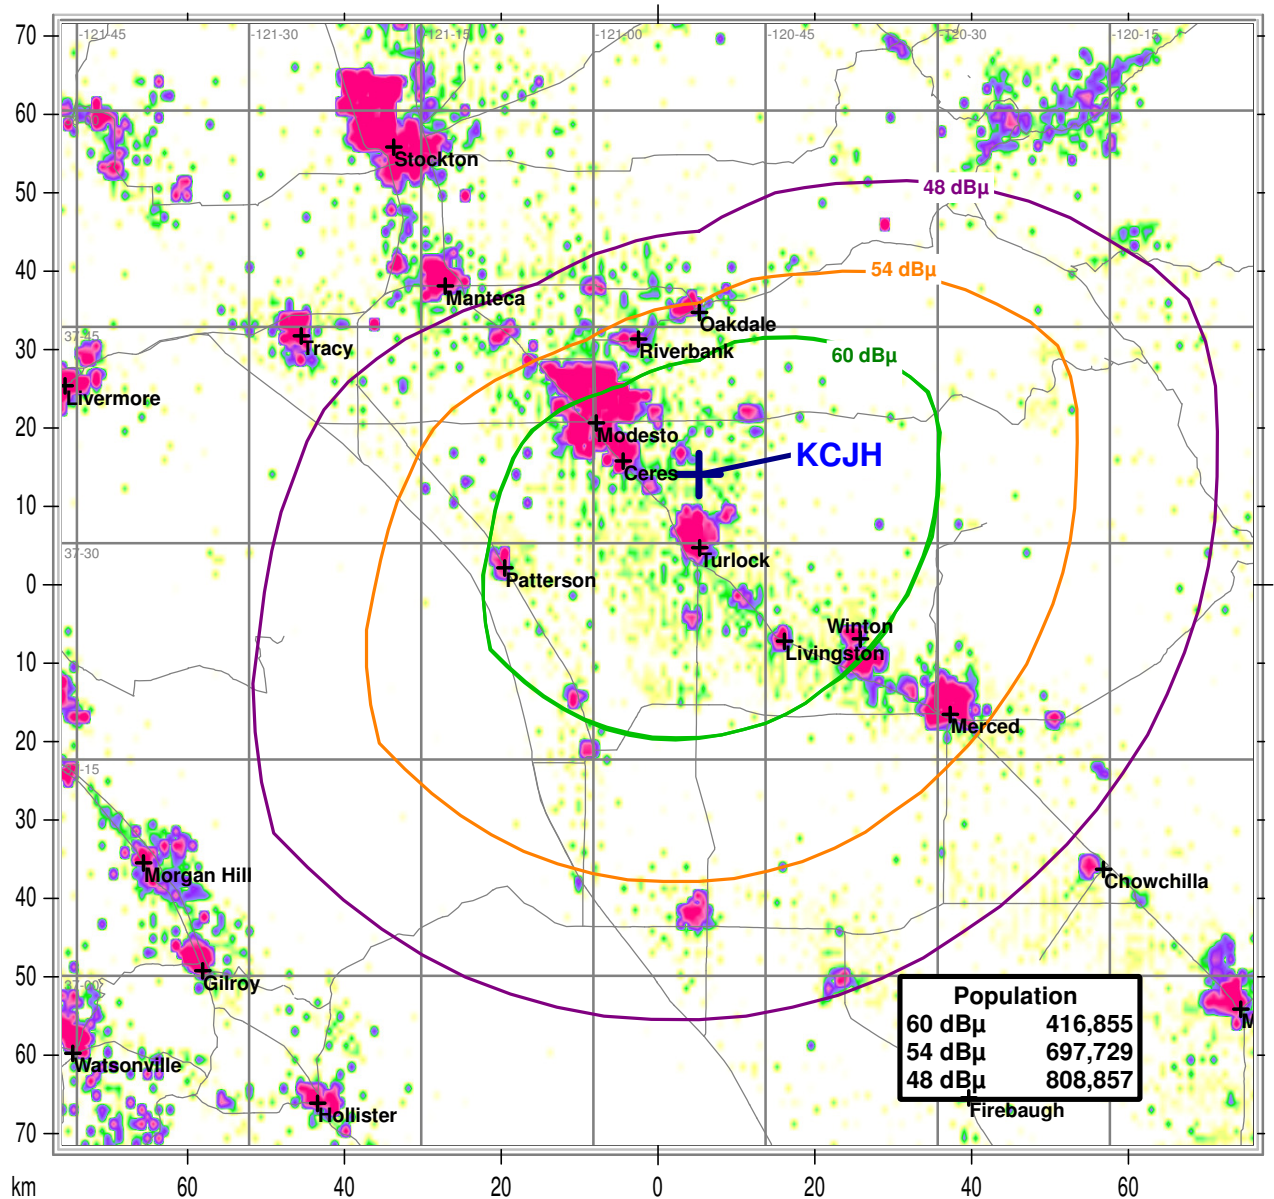 70
-121-45
-121-30
-121-15
-121-00
-120-45
-120-30
-120-15
60
Stockton
50
48 dBµ
40
54 dBµ
Manteca
Oakdale
37-45
Tracy
30
Riverbank
60 dBµ
Livermore
20
Modesto
KCJH
Ceres
10
37-30
Turlock
Patterson
0
Winton
Livingston
10
Merced
20
-15
30
Morgan Hill
Chowchilla
40
Gilroy
50
37-00
Population
60 dBµ 416,855
54 dBµ 697,729
48 dBµ 808,857
M
60
Watsonville
Firebaugh
Hollister
70
km 60 40 20 0 20 40 60